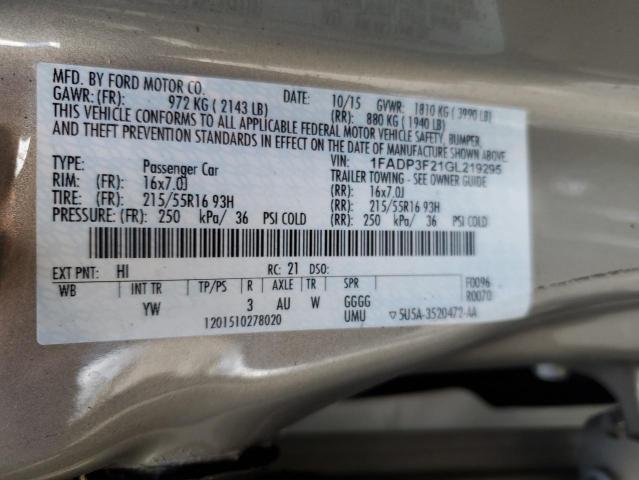 MFD. BY FORD MOTOR CO.
DATE: 10/15 GVWR: 1810 KG ( 3990 LB)
GAWR: (FR): 972 KG ( 2143 LB) (RR): 880 KG ( 1940 LB)
THIS VEHICLE CONFORMS TO ALL APPLICABLE FEDERAL MOTOR VEHICLE SAFETY, BUMPER,
AND THEFT PREVENTION STANDARDS IN EFFECT ON THE DATE OF MANUFACTURE SHOWN ABOVE.
VIN: 1FADP3F21GL219295
TYPE: Passenger Car TRAILER TOWING - SEE OWNER GUIDE
RIM: (FR): 16x7.0J (RR): 16x7.0J
TIRE: (FR): 215/55R16 93H (RR): 215/55R16 93H
PRESSURE: (FR): 250 kPa/ 36 PSI COLD (RR): 250 kPa/ 36 PSI COLD
EXT PNT: HI RC: 21 DSO:
WB INT TR TP/PS R AXLE TR SPR F0096
YW 3 AU W GGGG R0070
1201510278020 UMU ▽ 5U5A-3520472-AA